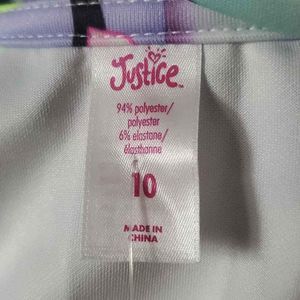 Justice
94% polyester/
polyester
6% elastane/
élasthanne
10
MADE IN
CHINA